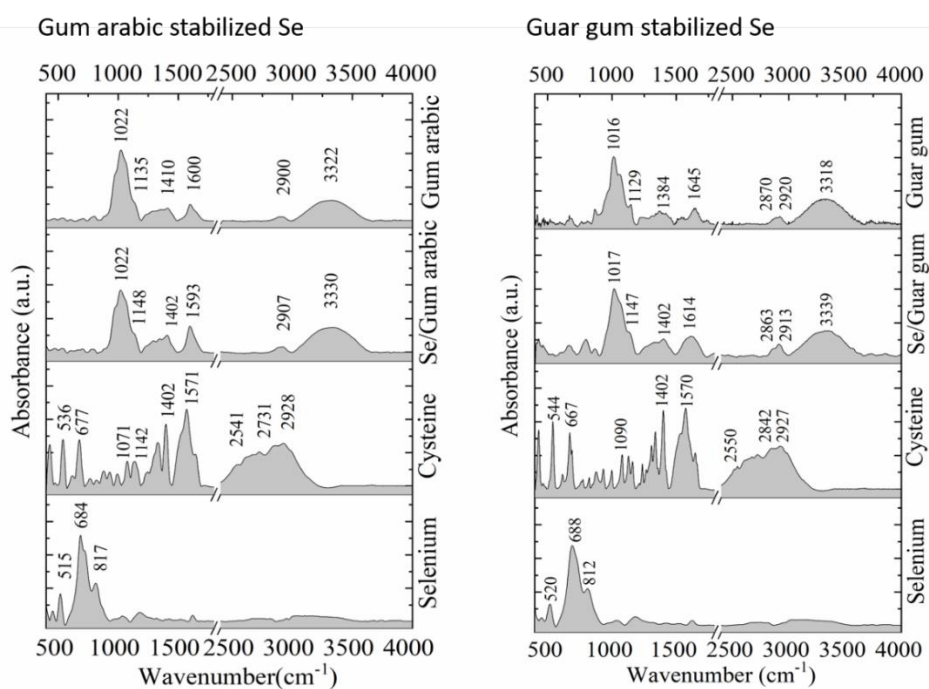 Gum arabic stabilized Se
500 1000 1500 2500 3000 3500 4000
1022
1135
1410
1600
2900
3322
Gum arabic
1022
1148
1402
1593
2907
3330
Se/Gum arabic
536
677
1071
1142
1402
1571
2541
2731
2928
Cysteine
515
684
817
Selenium
Absorbance (a.u.)
500 1000 1500 2500 3000 3500 4000
Wavenumber(cm⁻¹)
Guar gum stabilized Se
500 1000 1500 2500 3000 3500 4000
1016
1129
1384
1645
2870
2920
3318
Guar gum
1017
1147
1402
1614
2863
2913
3339
Se/Guar gum
544
667
1090
1402
1570
2550
2842
2927
Cysteine
520
688
812
Selenium
Absorbance (a.u.)
500 1000 1500 2500 3000 3500 4000
Wavenumber(cm⁻¹)